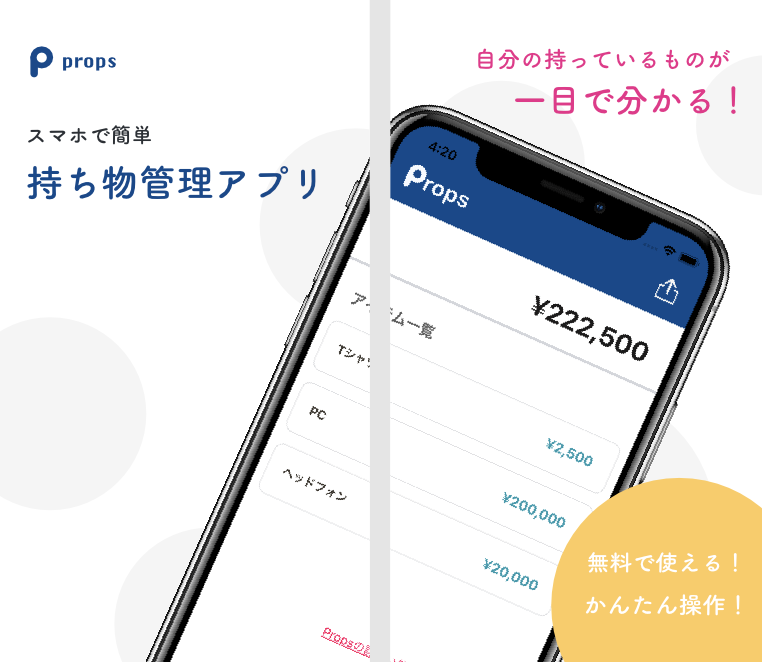 props
スマホで簡単
持ち物管理アプリ
自分の持っているものが
一目で分かる！
4:20
Props
¥222,500
アイテム一覧
Tシャツ
¥2,500
PC
¥200,000
ヘッドフォン
¥20,000
Propsの
無料で使える！
かんたん操作！